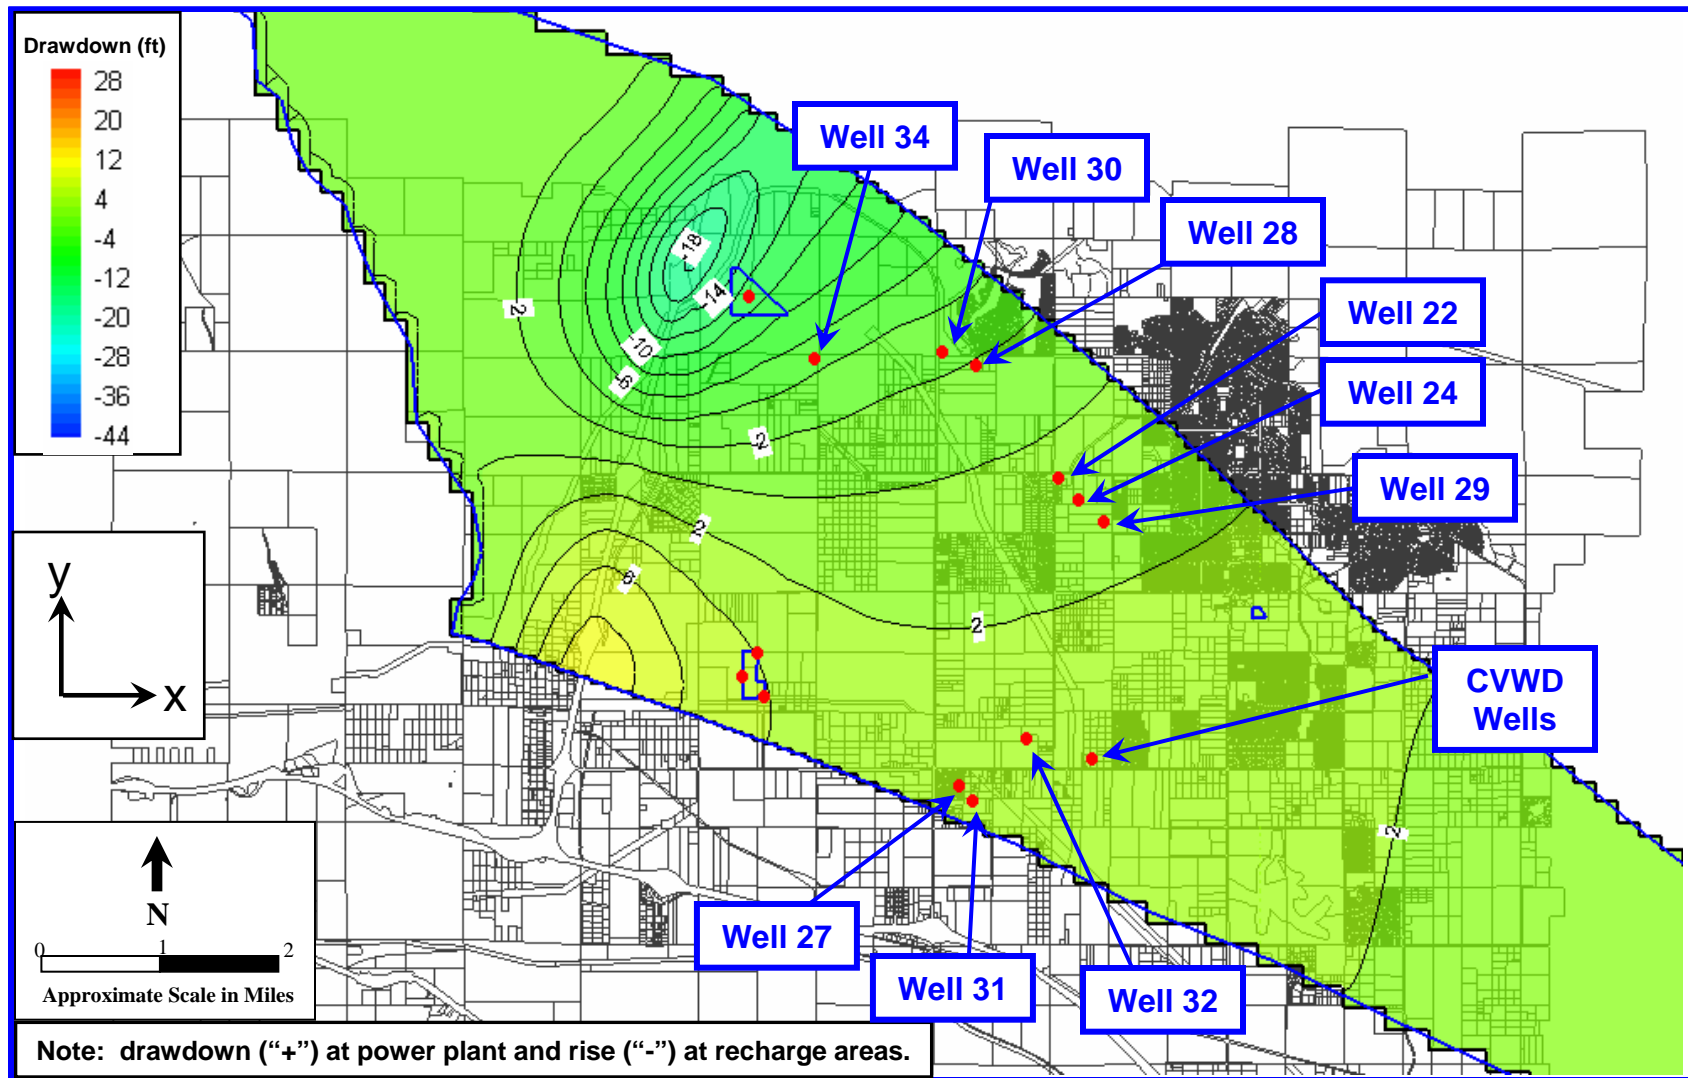 Drawdown (ft)
28
20
12
4
-4
-12
-20
-28
-36
-44
Well 34
Well 30
Well 28
Well 22
Well 24
Well 29
CVWD
Wells
Well 27
Well 31
Well 32
-18
-14
-10
-6
-2
2
6
2
2
y
x
N
0 1 2
Approximate Scale in Miles
Note: drawdown (“+”) at power plant and rise (“-”) at recharge areas.